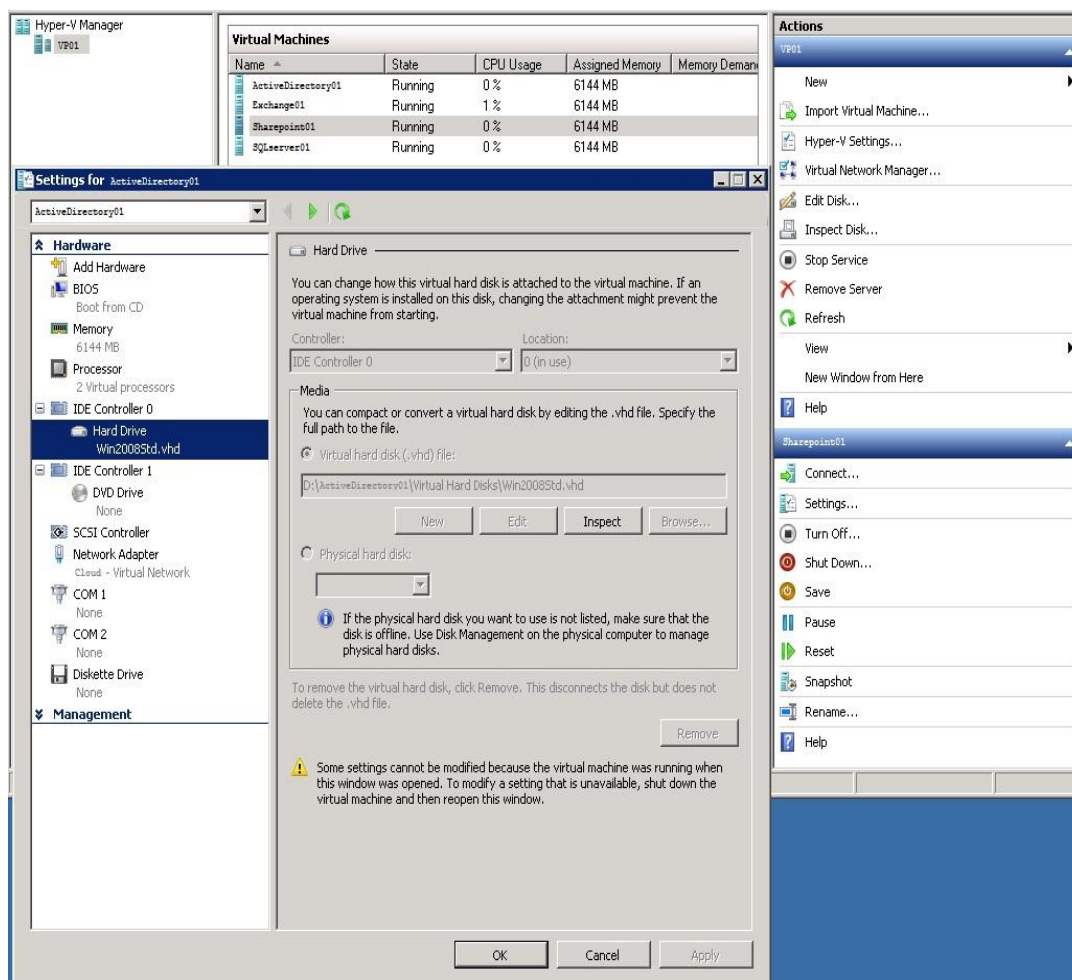 Hyper-V Manager
VP01
Virtual Machines
Name State CPU Usage Assigned Memory Memory Deman
ActiveDirectory01 Running 0 % 6144 MB
Exchange01 Running 1 % 6144 MB
Sharepoint01 Running 0 % 6144 MB
SQLserver01 Running 0 % 6144 MB
Settings for ActiveDirectory01
ActiveDirectory01
Hardware
Add Hardware
BIOS
Boot from CD
Memory
6144 MB
Processor
2 Virtual processors
IDE Controller 0
Hard Drive
Win2008Std.vhd
IDE Controller 1
DVD Drive
None
SCSI Controller
Network Adapter
Cloud - Virtual Network
COM 1
None
COM 2
None
Diskette Drive
None
Management
Hard Drive
You can change how this virtual hard disk is attached to the virtual machine. If an
operating system is installed on this disk, changing the attachment might prevent the
virtual machine from starting.
Controller: Location:
IDE Controller 0 0 (in use)
Media
You can compact or convert a virtual hard disk by editing the .vhd file. Specify the
full path to the file.
Virtual hard disk (.vhd) file:
D:\ActiveDirectory01\Virtual Hard Disks\Win2008Std.vhd
New Edit Inspect Browse...
Physical hard disk:
If the physical hard disk you want to use is not listed, make sure that the
disk is offline. Use Disk Management on the physical computer to manage
physical hard disks.
To remove the virtual hard disk, click Remove. This disconnects the disk but does not
delete the .vhd file.
Remove
Some settings cannot be modified because the virtual machine was running when
this window was opened. To modify a setting that is unavailable, shut down the
virtual machine and then reopen this window.
OK Cancel Apply
Actions
VP01
New
Import Virtual Machine...
Hyper-V Settings...
Virtual Network Manager...
Edit Disk...
Inspect Disk...
Stop Service
Remove Server
Refresh
View
New Window from Here
Help
Sharepoint01
Connect...
Settings...
Turn Off...
Shut Down...
Save
Pause
Reset
Snapshot
Rename...
Help